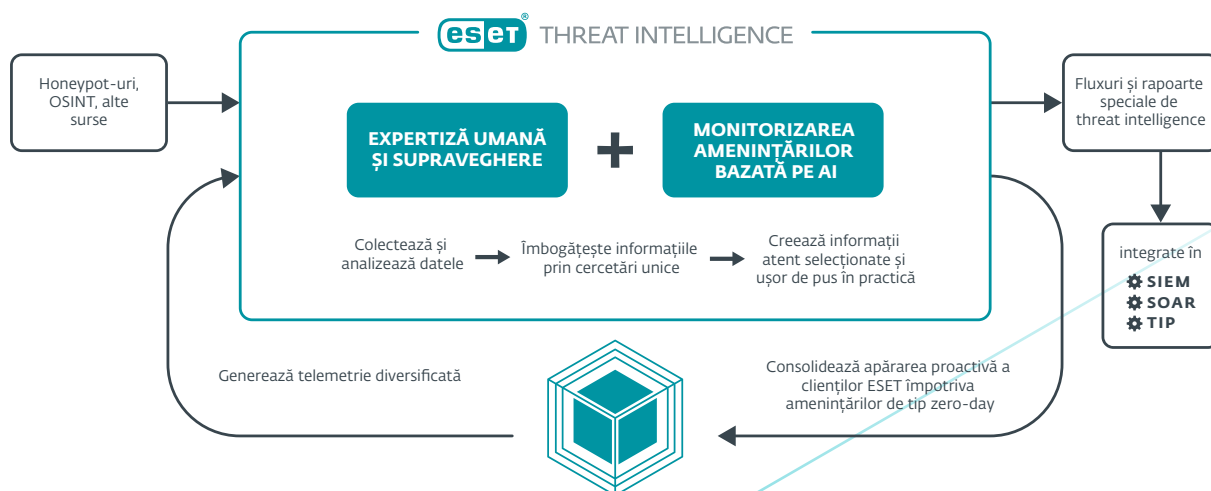 eset® THREAT INTELLIGENCE
Honeypot-uri,
OSINT, alte
surse
EXPERTIZĂ UMANĂ
ȘI SUPRAVEGHERE
+
MONITORIZAREA
AMENINȚĂRILOR
BAZATĂ PE AI
Colectează și
analizează datele
Îmbogățește informațiile
prin cercetări unice
Creează informații
atent selecționate și
ușor de pus în practică
Fluxuri și rapoarte
speciale de
threat intelligence
integrate în
SIEM
SOAR
TIP
Generează telemetrie diversificată
Consolidează apărarea proactivă a
clienților ESET împotriva
amenințărilor de tip zero-day